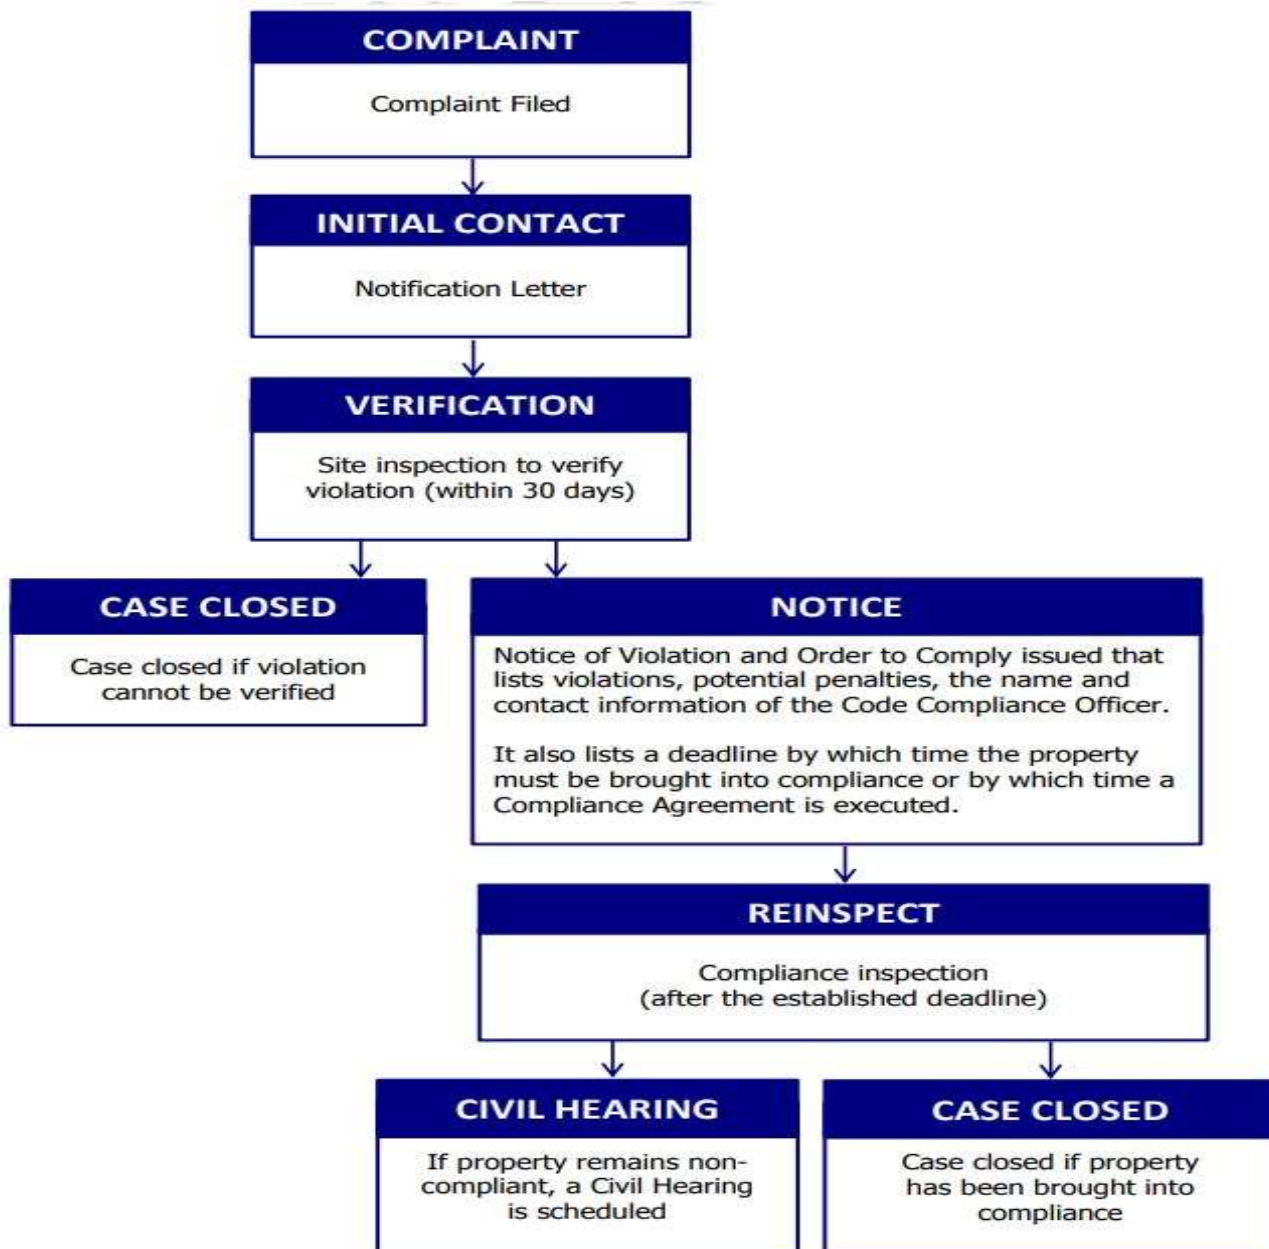 COMPLAINT
Complaint Filed
INITIAL CONTACT
Notification Letter
VERIFICATION
Site inspection to verify
violation (within 30 days)
CASE CLOSED
Case closed if violation
cannot be verified
NOTICE
Notice of Violation and Order to Comply issued that
lists violations, potential penalties, the name and
contact information of the Code Compliance Officer.
It also lists a deadline by which time the property
must be brought into compliance or by which time a
Compliance Agreement is executed.
REINSPECT
Compliance inspection
(after the established deadline)
CIVIL HEARING
If property remains non-
compliant, a Civil Hearing
is scheduled
CASE CLOSED
Case closed if property
has been brought into
compliance